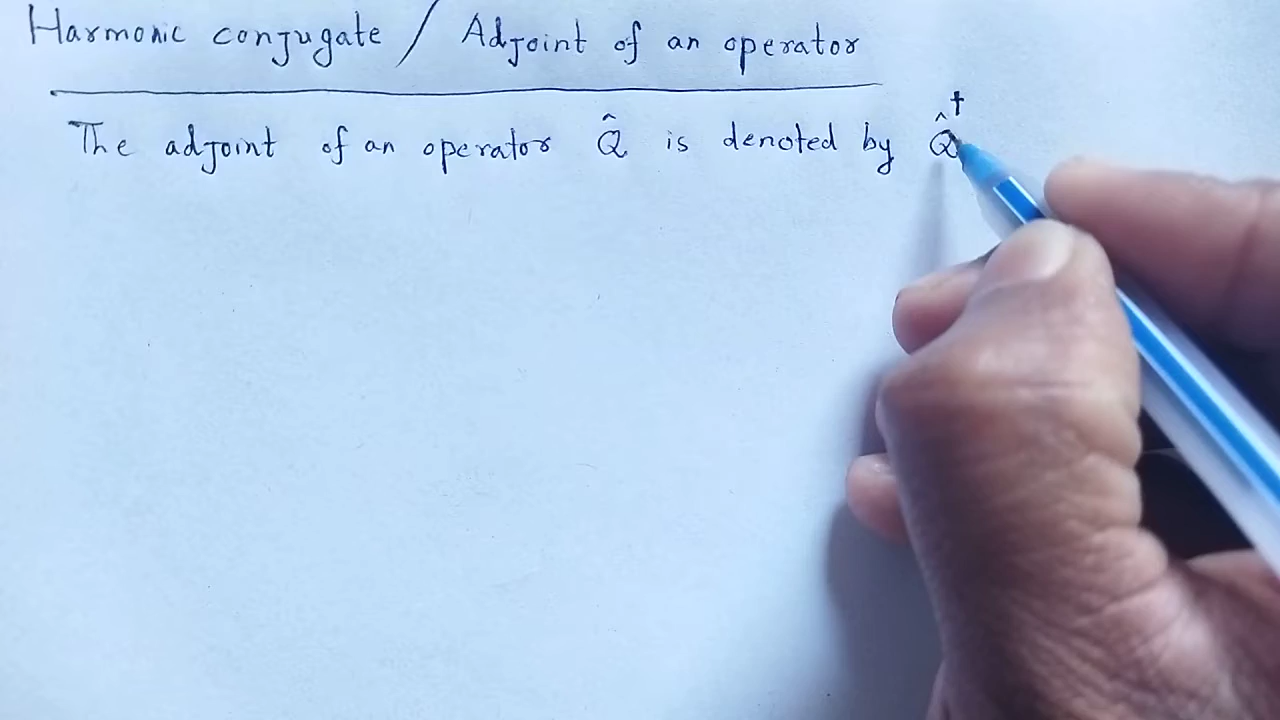 Harmonic conjugate / Adjoint of an operator
The adjoint of an operator Q̂ is denoted by Q̂†